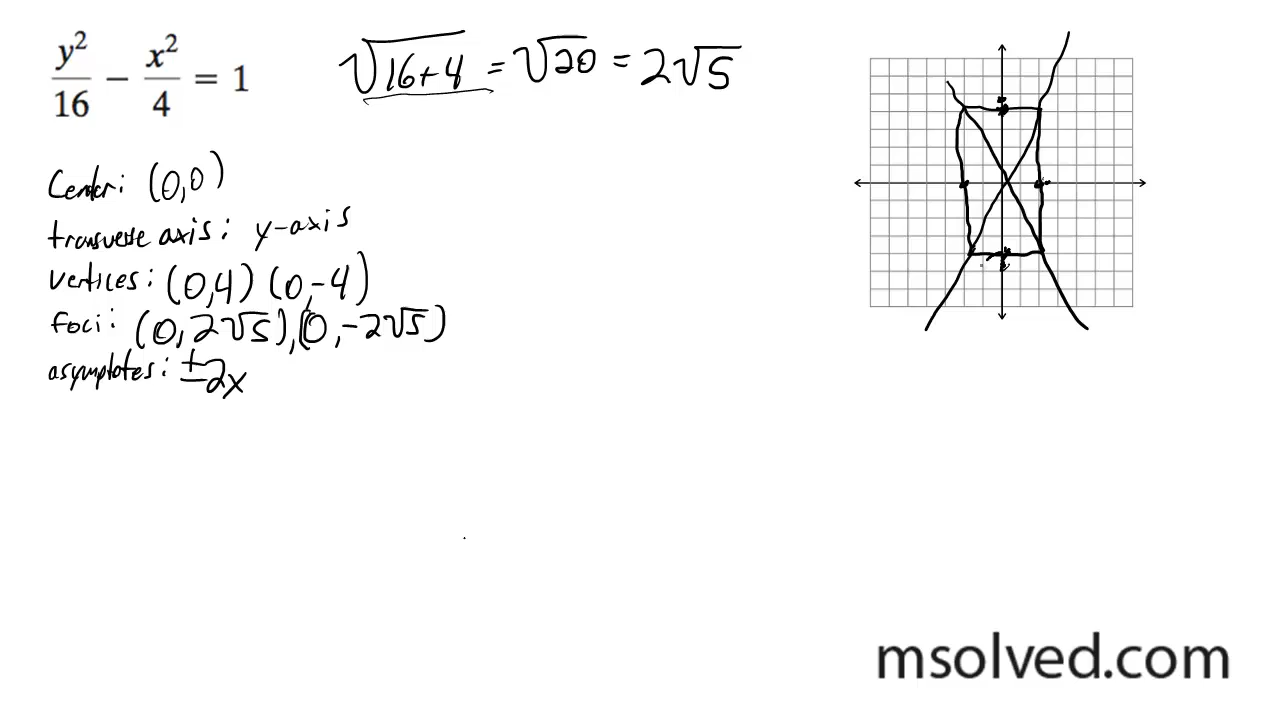 y²/16 − x²/4 = 1
√16+4 = √20 = 2√5
Center: (0,0)
transverse axis: y-axis
vertices: (0,4) (0,-4)
foci: (0, 2√5), (0, -2√5)
asymptotes: ±2x
msolved.com